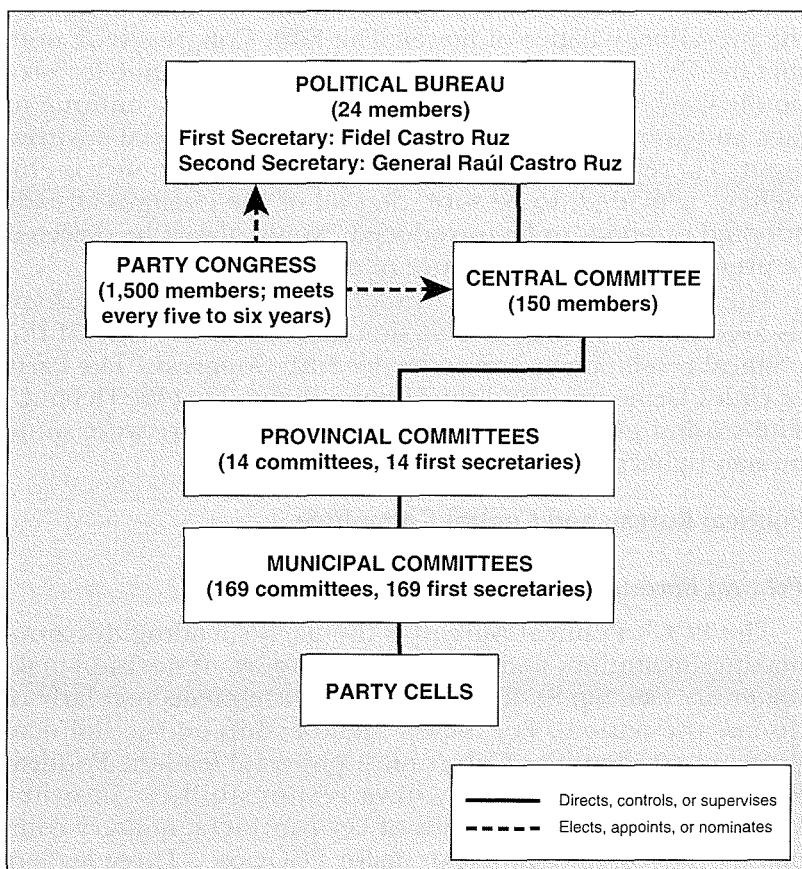 POLITICAL BUREAU
(24 members)
First Secretary: Fidel Castro Ruz
Second Secretary: General Raúl Castro Ruz
PARTY CONGRESS
(1,500 members; meets
every five to six years)
CENTRAL COMMITTEE
(150 members)
PROVINCIAL COMMITTEES
(14 committees, 14 first secretaries)
MUNICIPAL COMMITTEES
(169 committees, 169 first secretaries)
PARTY CELLS
Directs, controls, or supervises
Elects, appoints, or nominates